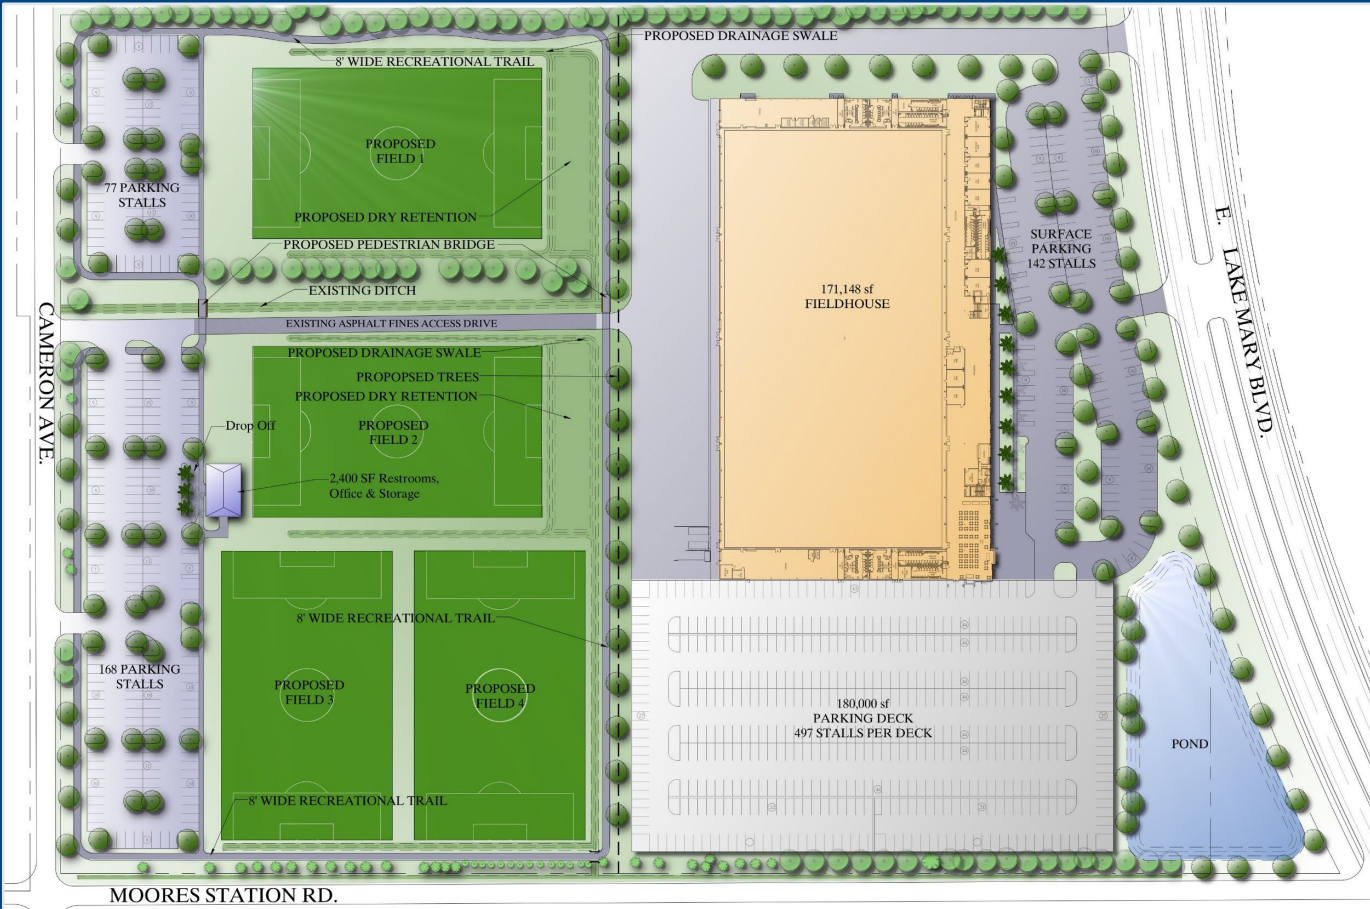 PROPOSED DRAINAGE SWALE
8' WIDE RECREATIONAL TRAIL
PROPOSED
FIELD 1
77 PARKING
STALLS
PROPOSED DRY RETENTION
PROPOSED PEDESTRIAN BRIDGE
EXISTING DITCH
EXISTING ASPHALT FINES ACCESS DRIVE
PROPOSED DRAINAGE SWALE
PROPOPSED TREES
PROPOSED DRY RETENTION
PROPOSED
FIELD 2
Drop Off
2,400 SF Restrooms,
Office & Storage
CAMERON AVE.
171,148 sf
FIELDHOUSE
SURFACE
PARKING
142 STALLS
E. LAKE MARY BLVD.
8' WIDE RECREATIONAL TRAIL
168 PARKING
STALLS
PROPOSED
FIELD 3
PROPOSED
FIELD 4
180,000 sf
PARKING DECK
497 STALLS PER DECK
POND
8' WIDE RECREATIONAL TRAIL
MOORES STATION RD.